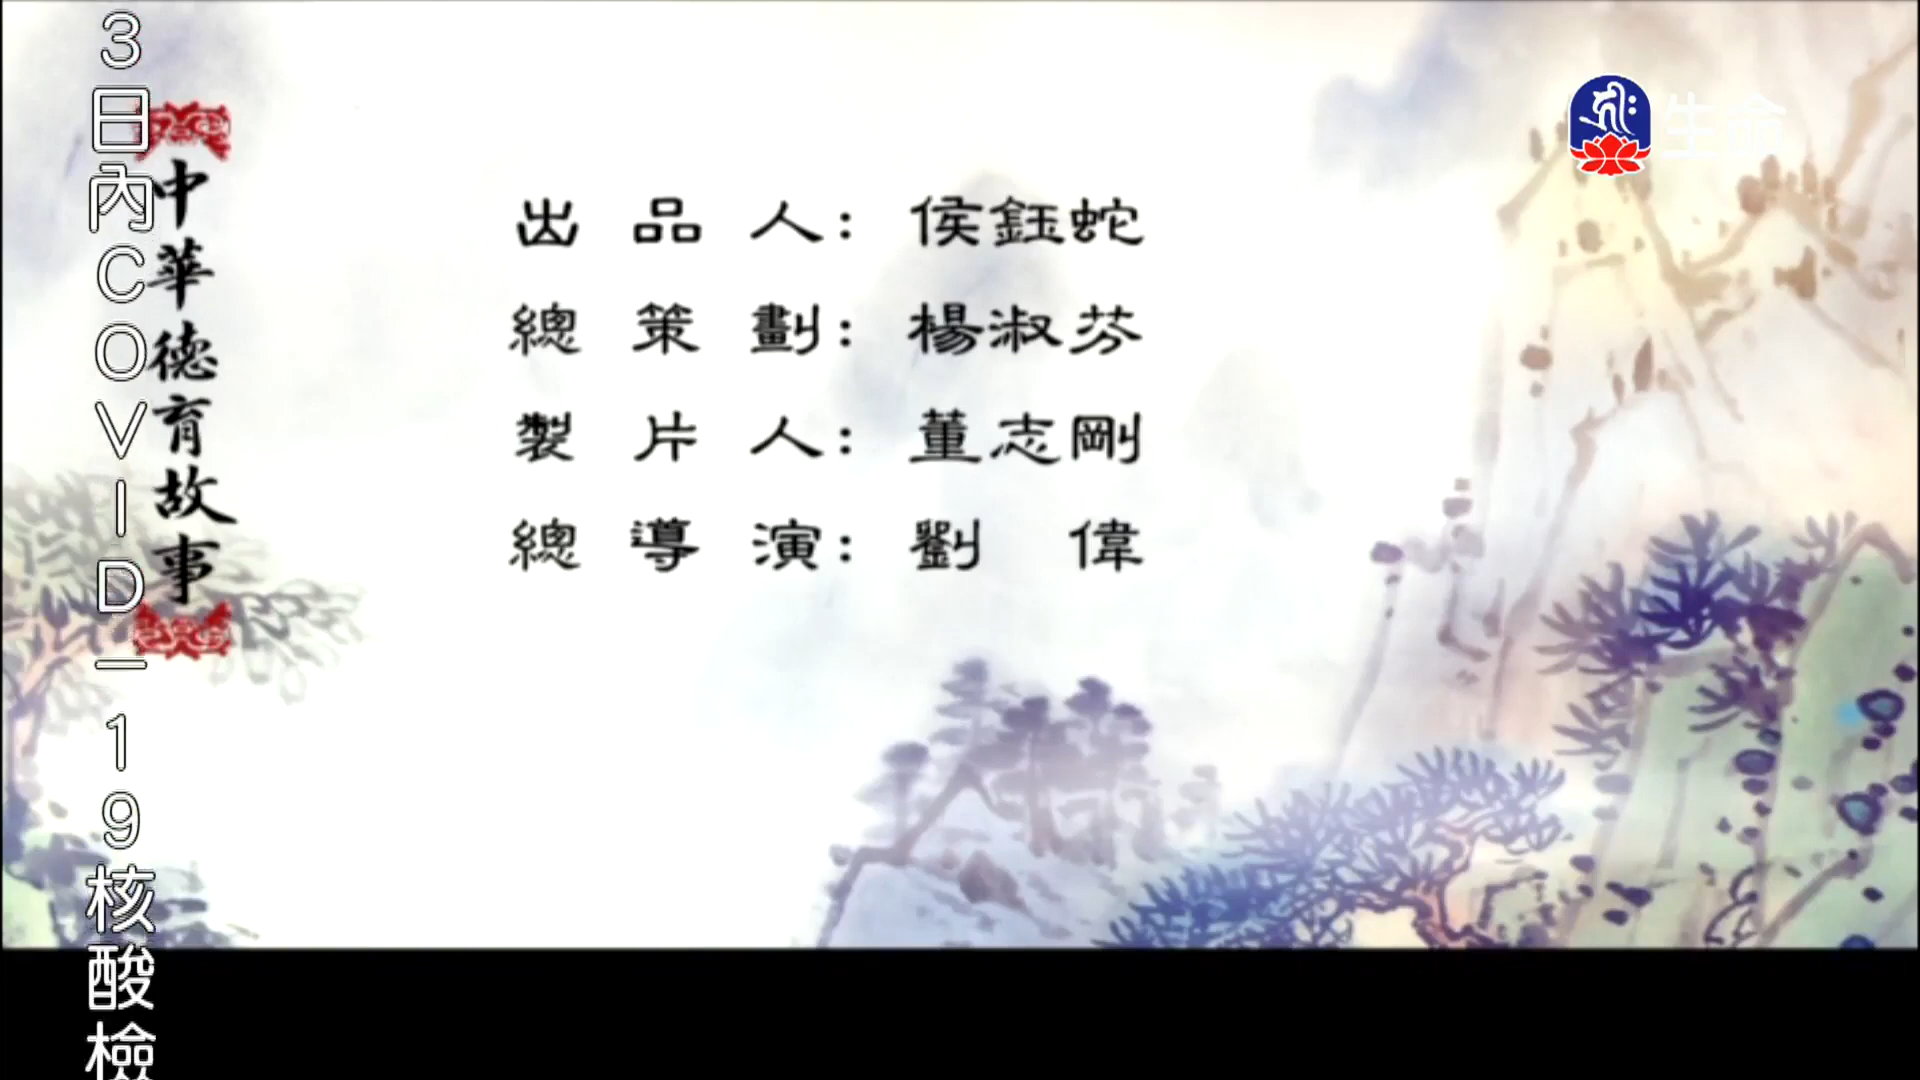 3日內COVID－19核酸檢
中華德育故事
出品人：侯鈺蛇
總策劃：楊淑芬
製片人：董志剛
總導演：劉偉
生命